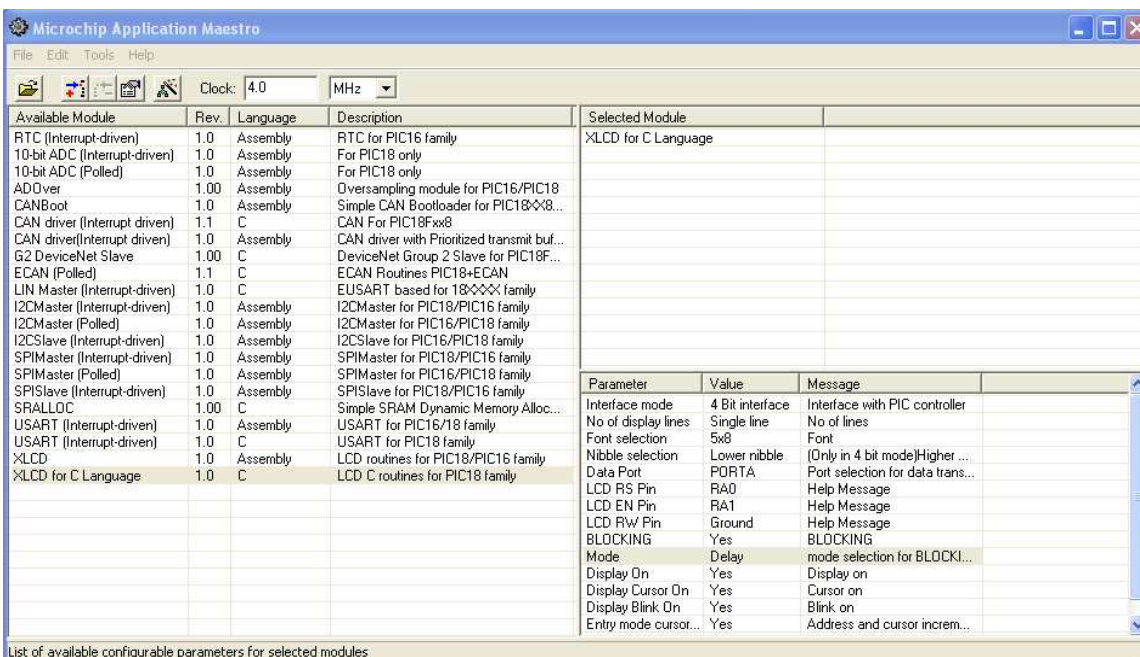 Microchip Application Maestro
File Edit Tools Help
Clock: 4.0 MHz
Available Module Rev. Language Description
RTC (Interrupt-driven) 1.0 Assembly RTC for PIC16 family
10-bit ADC (Interrupt-driven) 1.0 Assembly For PIC18 only
10-bit ADC (Polled) 1.0 Assembly For PIC18 only
ADOver 1.00 Assembly Oversampling module for PIC16/PIC18
CANBoot 1.0 Assembly Simple CAN Bootloader for PIC18XX8...
CAN driver (Interrupt driven) 1.1 C CAN For PIC18Fxx8
CAN driver(Interrupt driven) 1.0 Assembly CAN driver with Prioritized transmit buf...
G2 DeviceNet Slave 1.00 C DeviceNet Group 2 Slave for PIC18F...
ECAN (Polled) 1.1 C ECAN Routines PIC18+ECAN
LIN Master (Interrupt-driven) 1.0 C EUSART based for 18XXXX family
I2CMaster (Interrupt-driven) 1.0 Assembly I2CMaster for PIC18/PIC16 family
I2CMaster (Polled) 1.0 Assembly I2CMaster for PIC16/PIC18 family
I2CSlave (Interrupt-driven) 1.0 Assembly I2CSlave for PIC16/PIC18 family
SPIMaster (Interrupt-driven) 1.0 Assembly SPIMaster for PIC18/PIC16 family
SPIMaster (Polled) 1.0 Assembly SPIMaster for PIC18/PIC16 family
SPISlave (Interrupt-driven) 1.0 Assembly SPISlave for PIC18/PIC16 family
SRALLOC 1.00 C Simple SRAM Dynamic Memory Alloc...
USART (Interrupt-driven) 1.0 Assembly USART for PIC16/18 family
USART (Interrupt-driven) 1.0 C USART for PIC18 family
XLCD 1.0 Assembly LCD routines for PIC18/PIC16 family
XLCD for C Language 1.0 C LCD C routines for PIC18 family
Selected Module
XLCD for C Language
Parameter Value Message
Interface mode 4 Bit interface Interface with PIC controller
No of display lines Single line No of lines
Font selection 5x8 Font
Nibble selection Lower nibble (Only in 4 bit mode)Higher ...
Data Port PORTA Port selection for data trans...
LCD RS Pin RA0 Help Message
LCD EN Pin RA1 Help Message
LCD RW Pin Ground Help Message
BLOCKING Yes BLOCKING
Mode Delay mode selection for BLOCKI...
Display On Yes Display on
Display Cursor On Yes Cursor on
Display Blink On Yes Blink on
Entry mode cursor... Yes Address and cursor increm...
List of available configurable parameters for selected modules